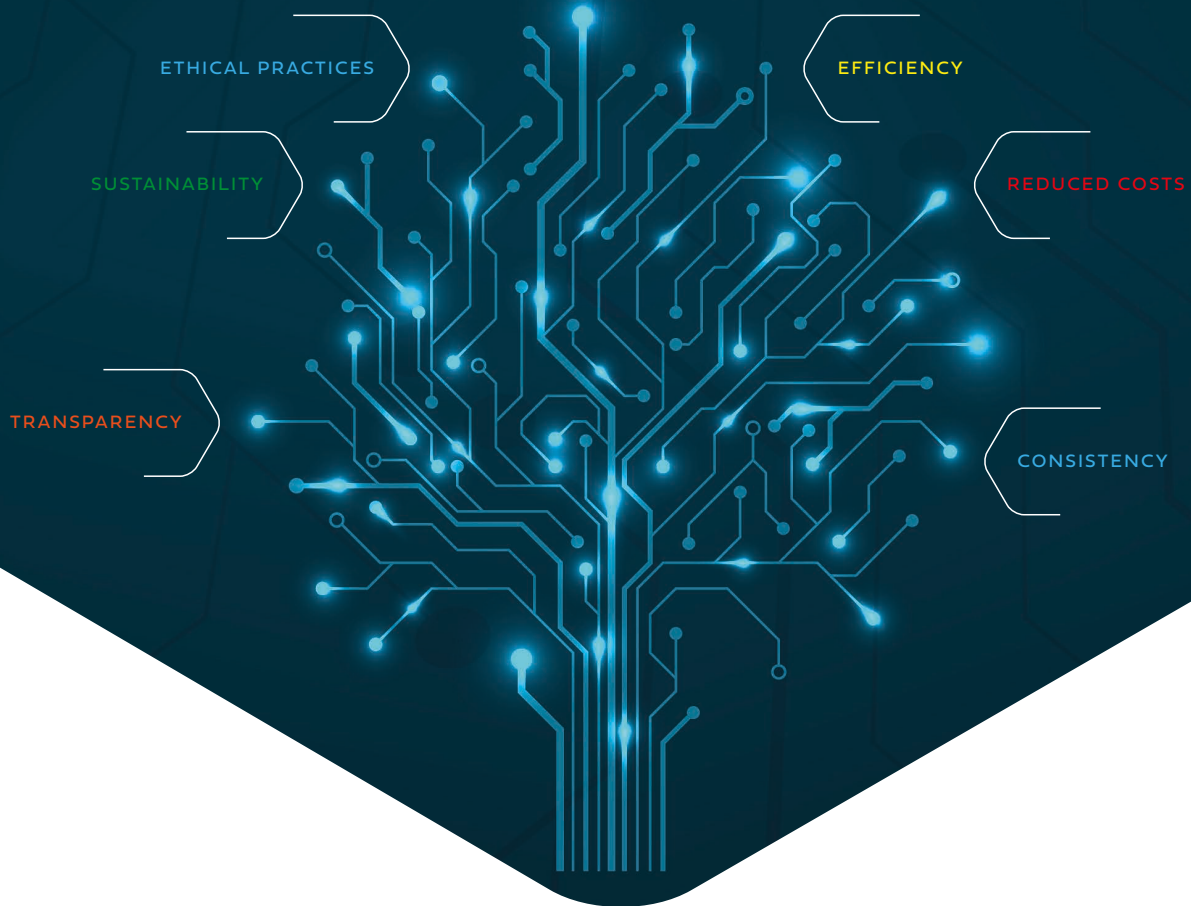 ETHICAL PRACTICES
EFFICIENCY
SUSTAINABILITY
REDUCED COSTS
TRANSPARENCY
CONSISTENCY